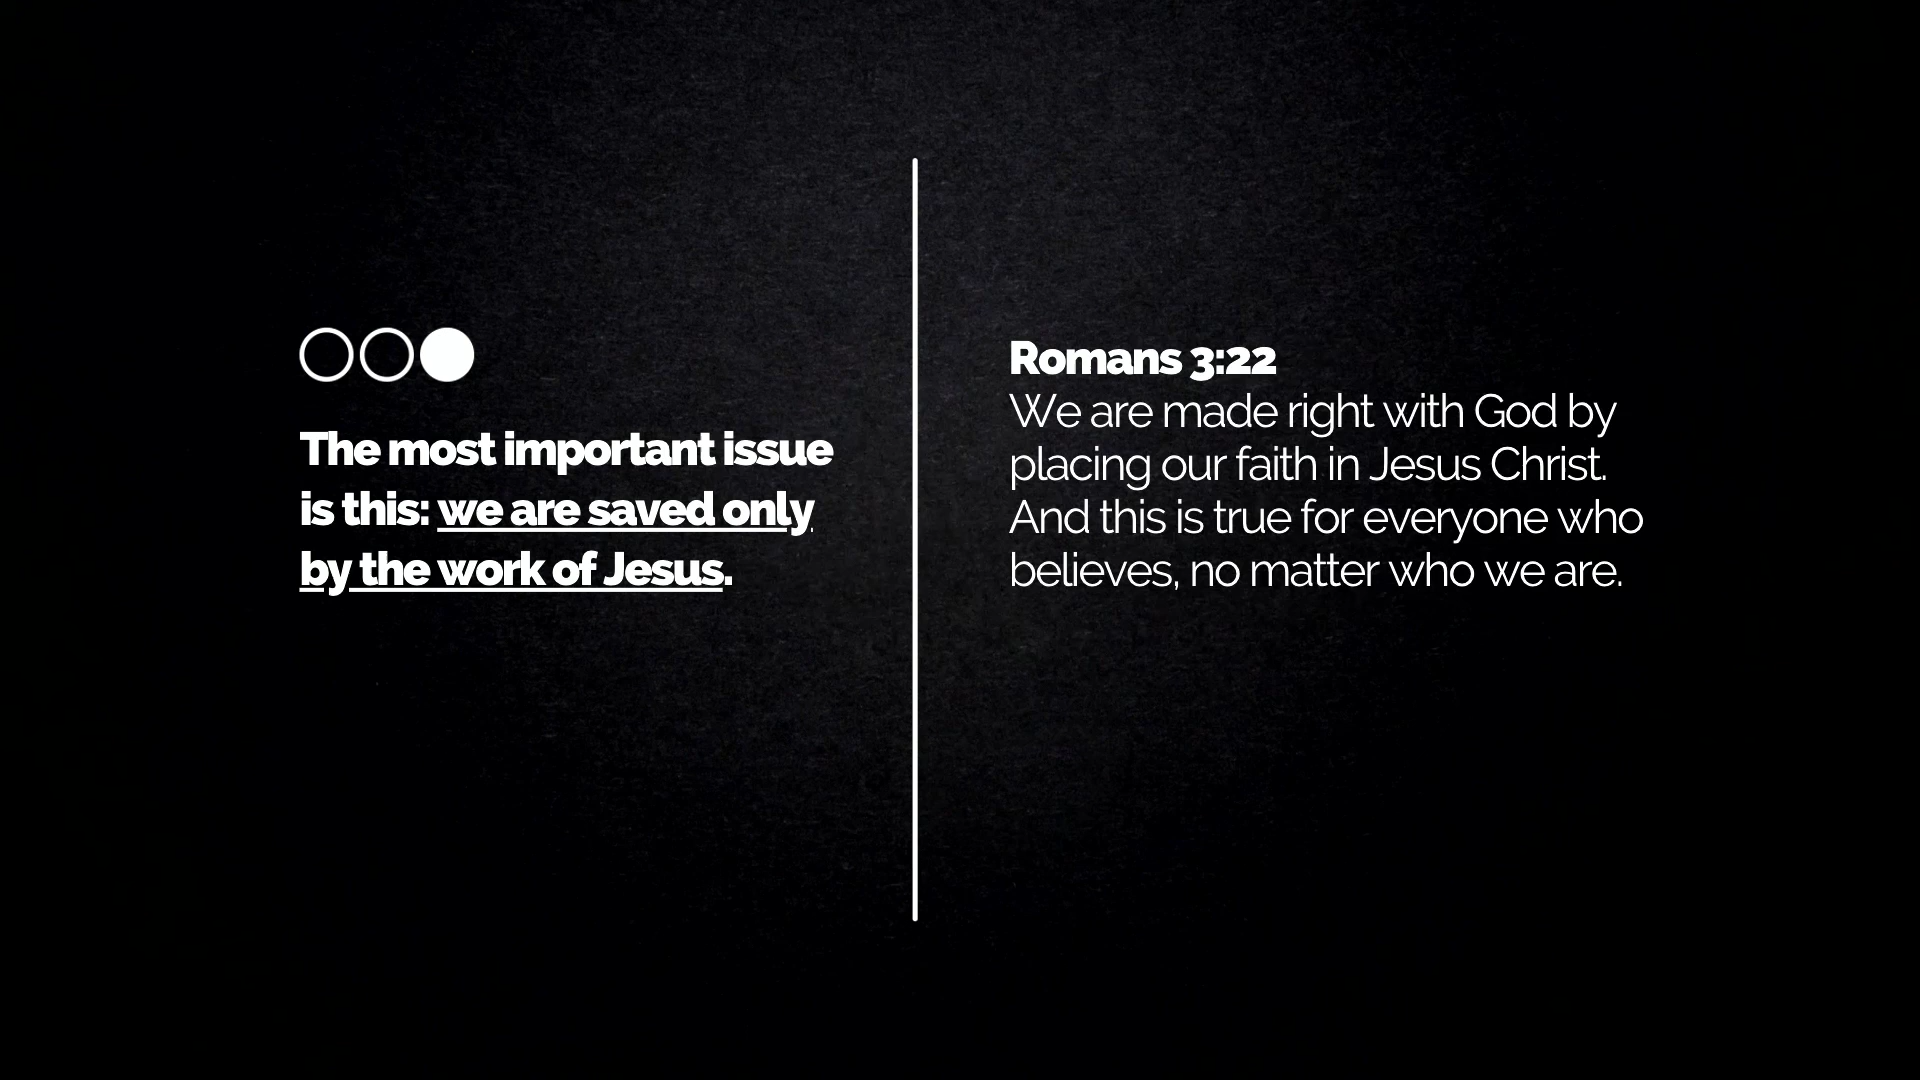 The most important issue
is this: we are saved only
by the work of Jesus.
Romans 3:22
We are made right with God by
placing our faith in Jesus Christ.
And this is true for everyone who
believes, no matter who we are.